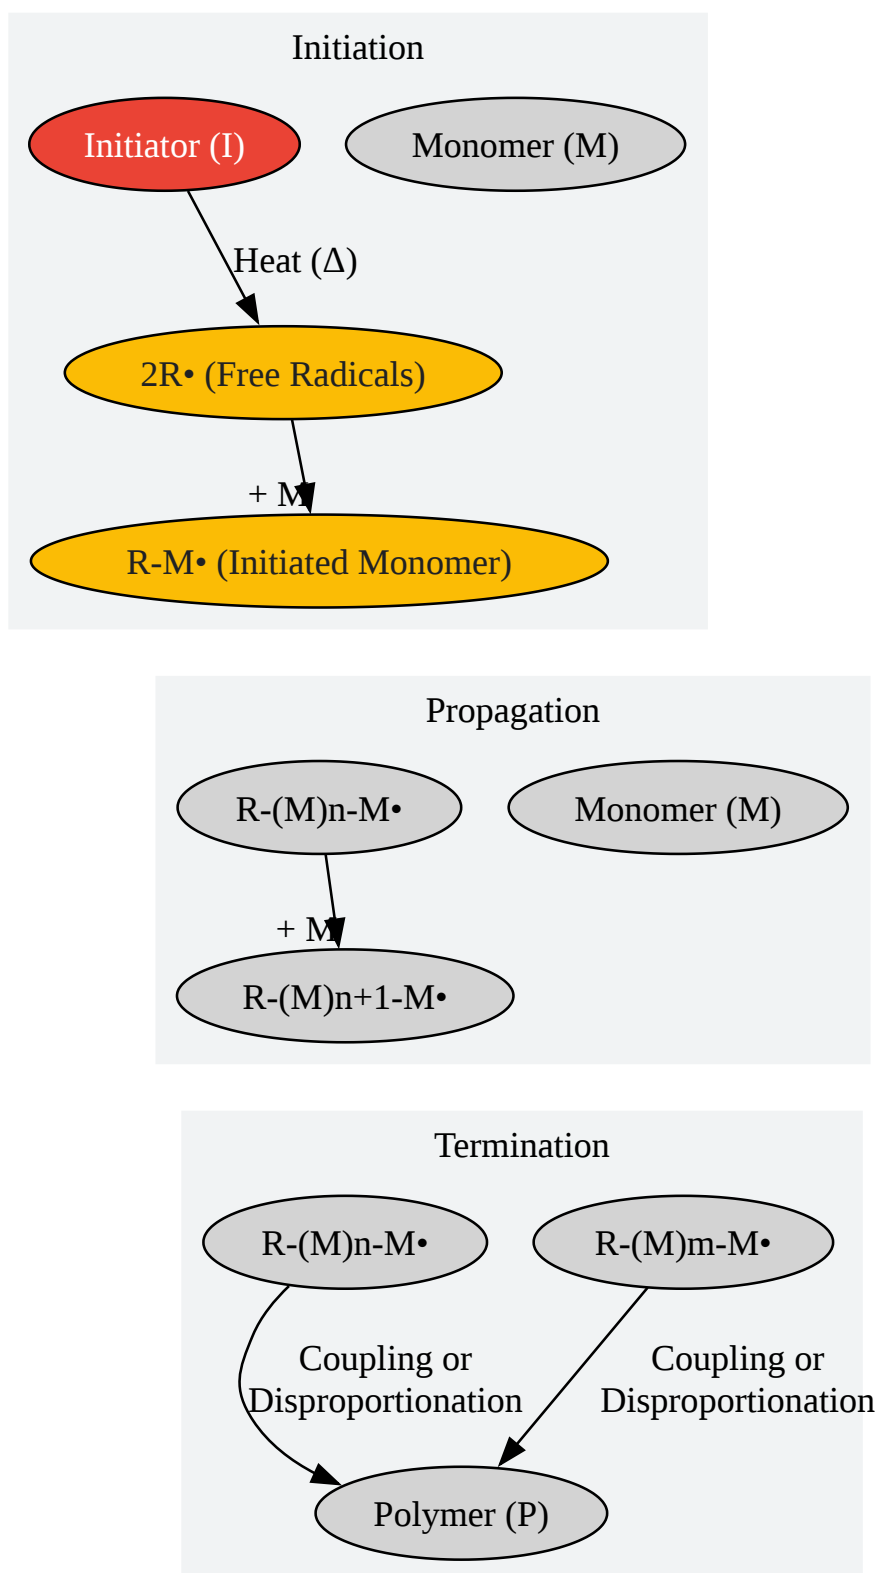 Initiation
Initiator (I)
Monomer (M)
Heat (Δ)
2R• (Free Radicals)
+ M
R-M• (Initiated Monomer)
Propagation
R-(M)n-M•
Monomer (M)
+ M
R-(M)n+1-M•
Termination
R-(M)n-M•
R-(M)m-M•
Coupling or
Disproportionation
Coupling or
Disproportionation
Polymer (P)